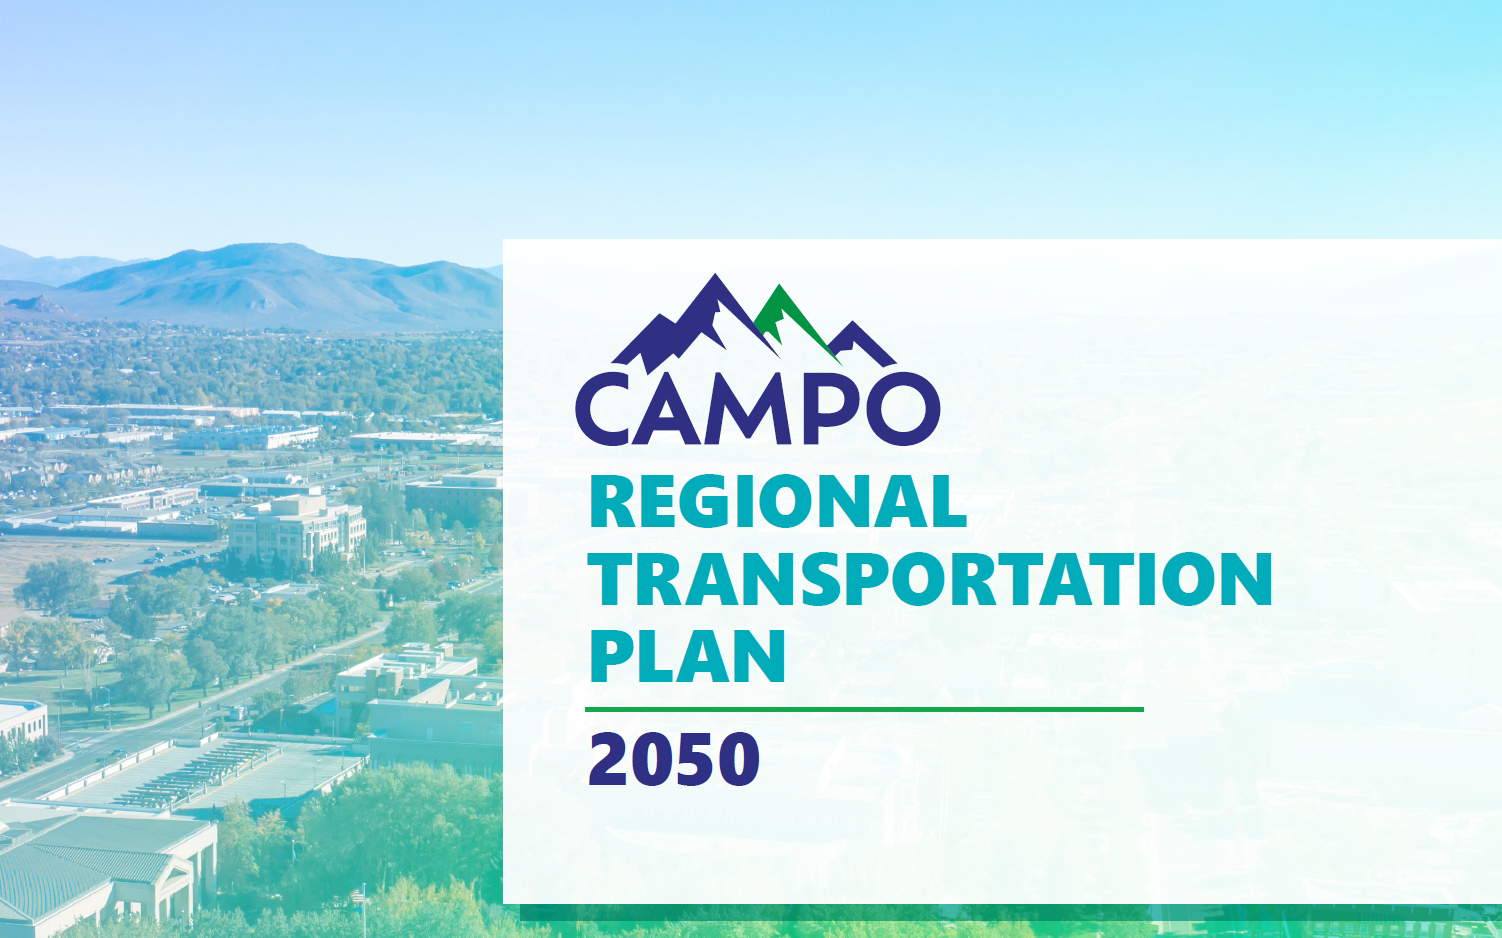 CAMPO
REGIONAL
TRANSPORTATION
PLAN
2050